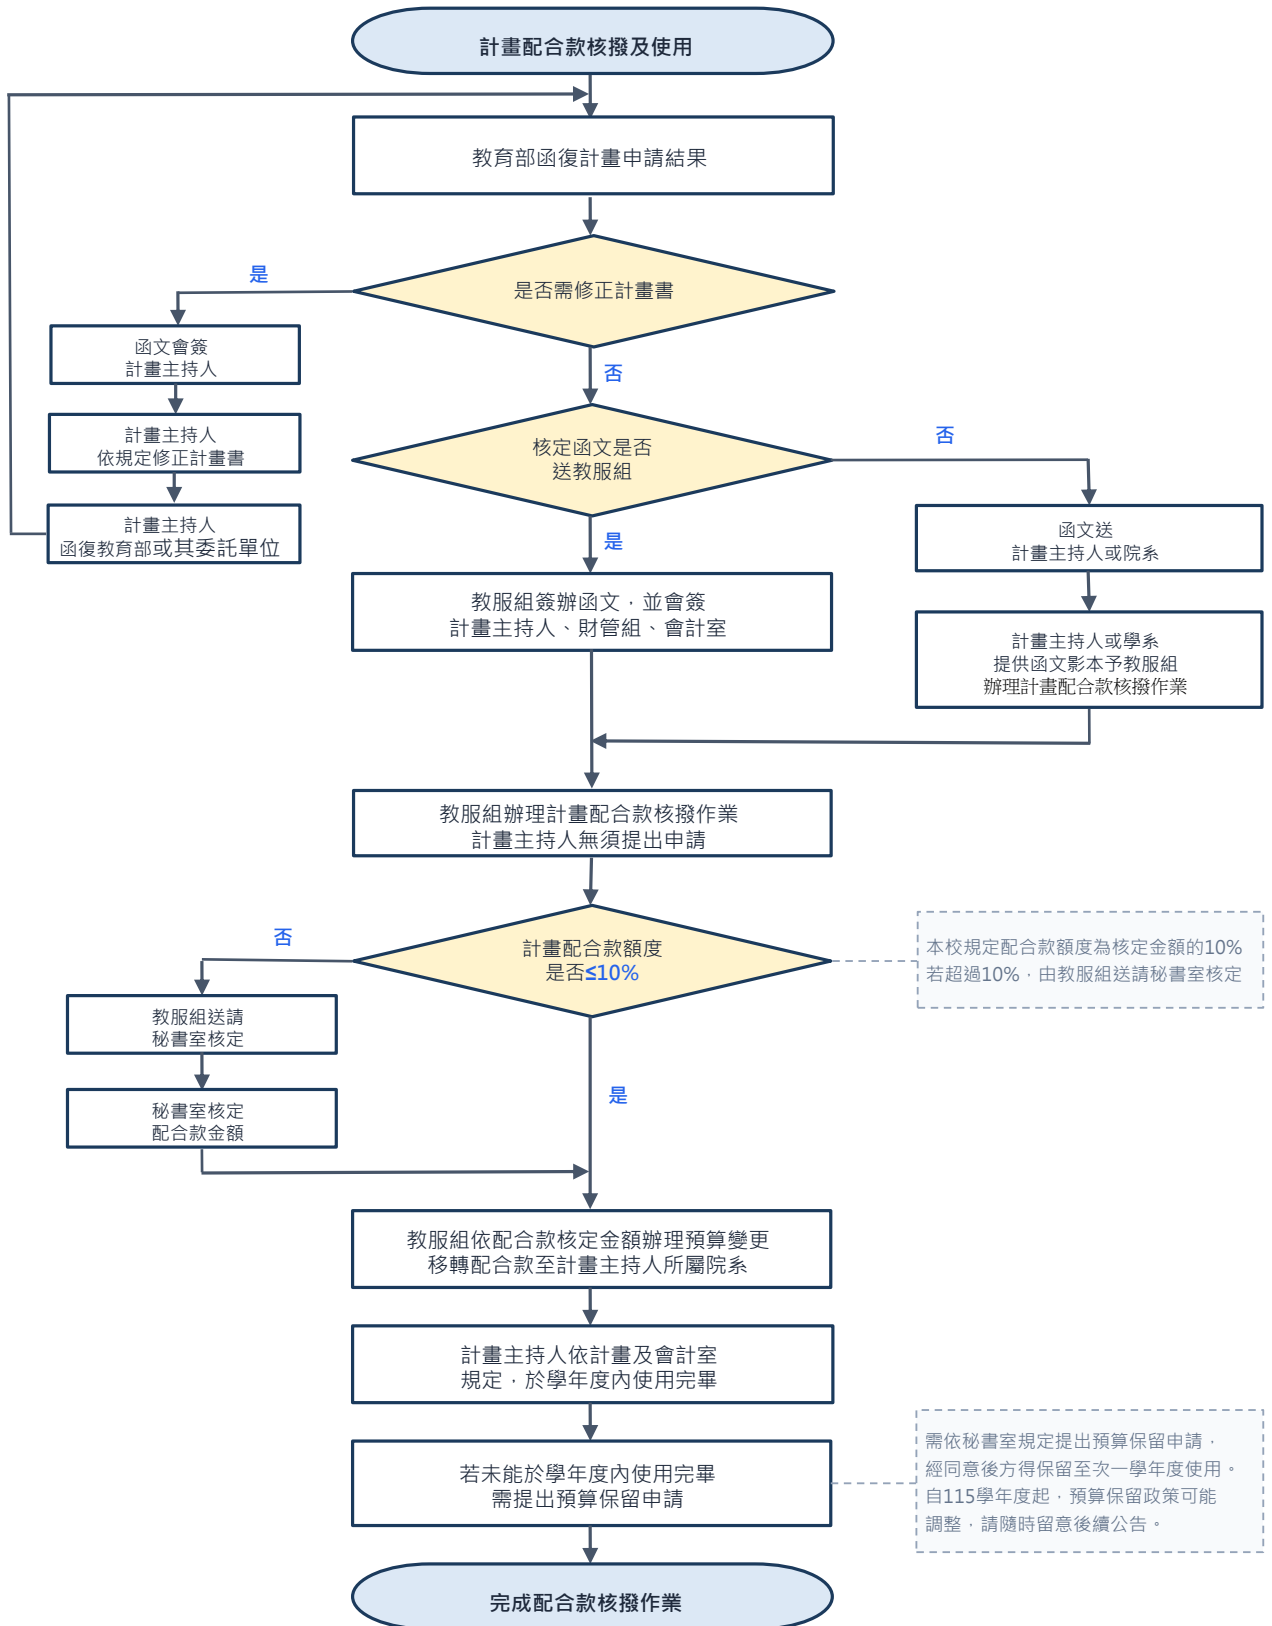 計畫配合款核撥及使用
教育部函復計畫申請結果
是否需修正計畫書
是
函文會簽
計畫主持人
計畫主持人
依規定修正計畫書
計畫主持人
函復教育部或其委託單位
否
核定函文是否
送教服組
否
函文送
計畫主持人或院系
計畫主持人或學系
提供函文影本予教服組
辦理計畫配合款核撥作業
是
教服組簽辦函文，並會簽
計畫主持人、財管組、會計室
教服組辦理計畫配合款核撥作業
計畫主持人無須提出申請
計畫配合款額度
是否≤10%
本校規定配合款額度為核定金額的10%
若超過10%，由教服組送請秘書室核定
否
教服組送請
秘書室核定
秘書室核定
配合款金額
是
教服組依配合款核定金額辦理預算變更
移轉配合款至計畫主持人所屬院系
計畫主持人依計畫及會計室
規定，於學年度內使用完畢
若未能於學年度內使用完畢
需提出預算保留申請
需依秘書室規定提出預算保留申請，
經同意後方得保留至次一學年度使用。
自115學年度起，預算保留政策可能
調整，請隨時留意後續公告。
完成配合款核撥作業